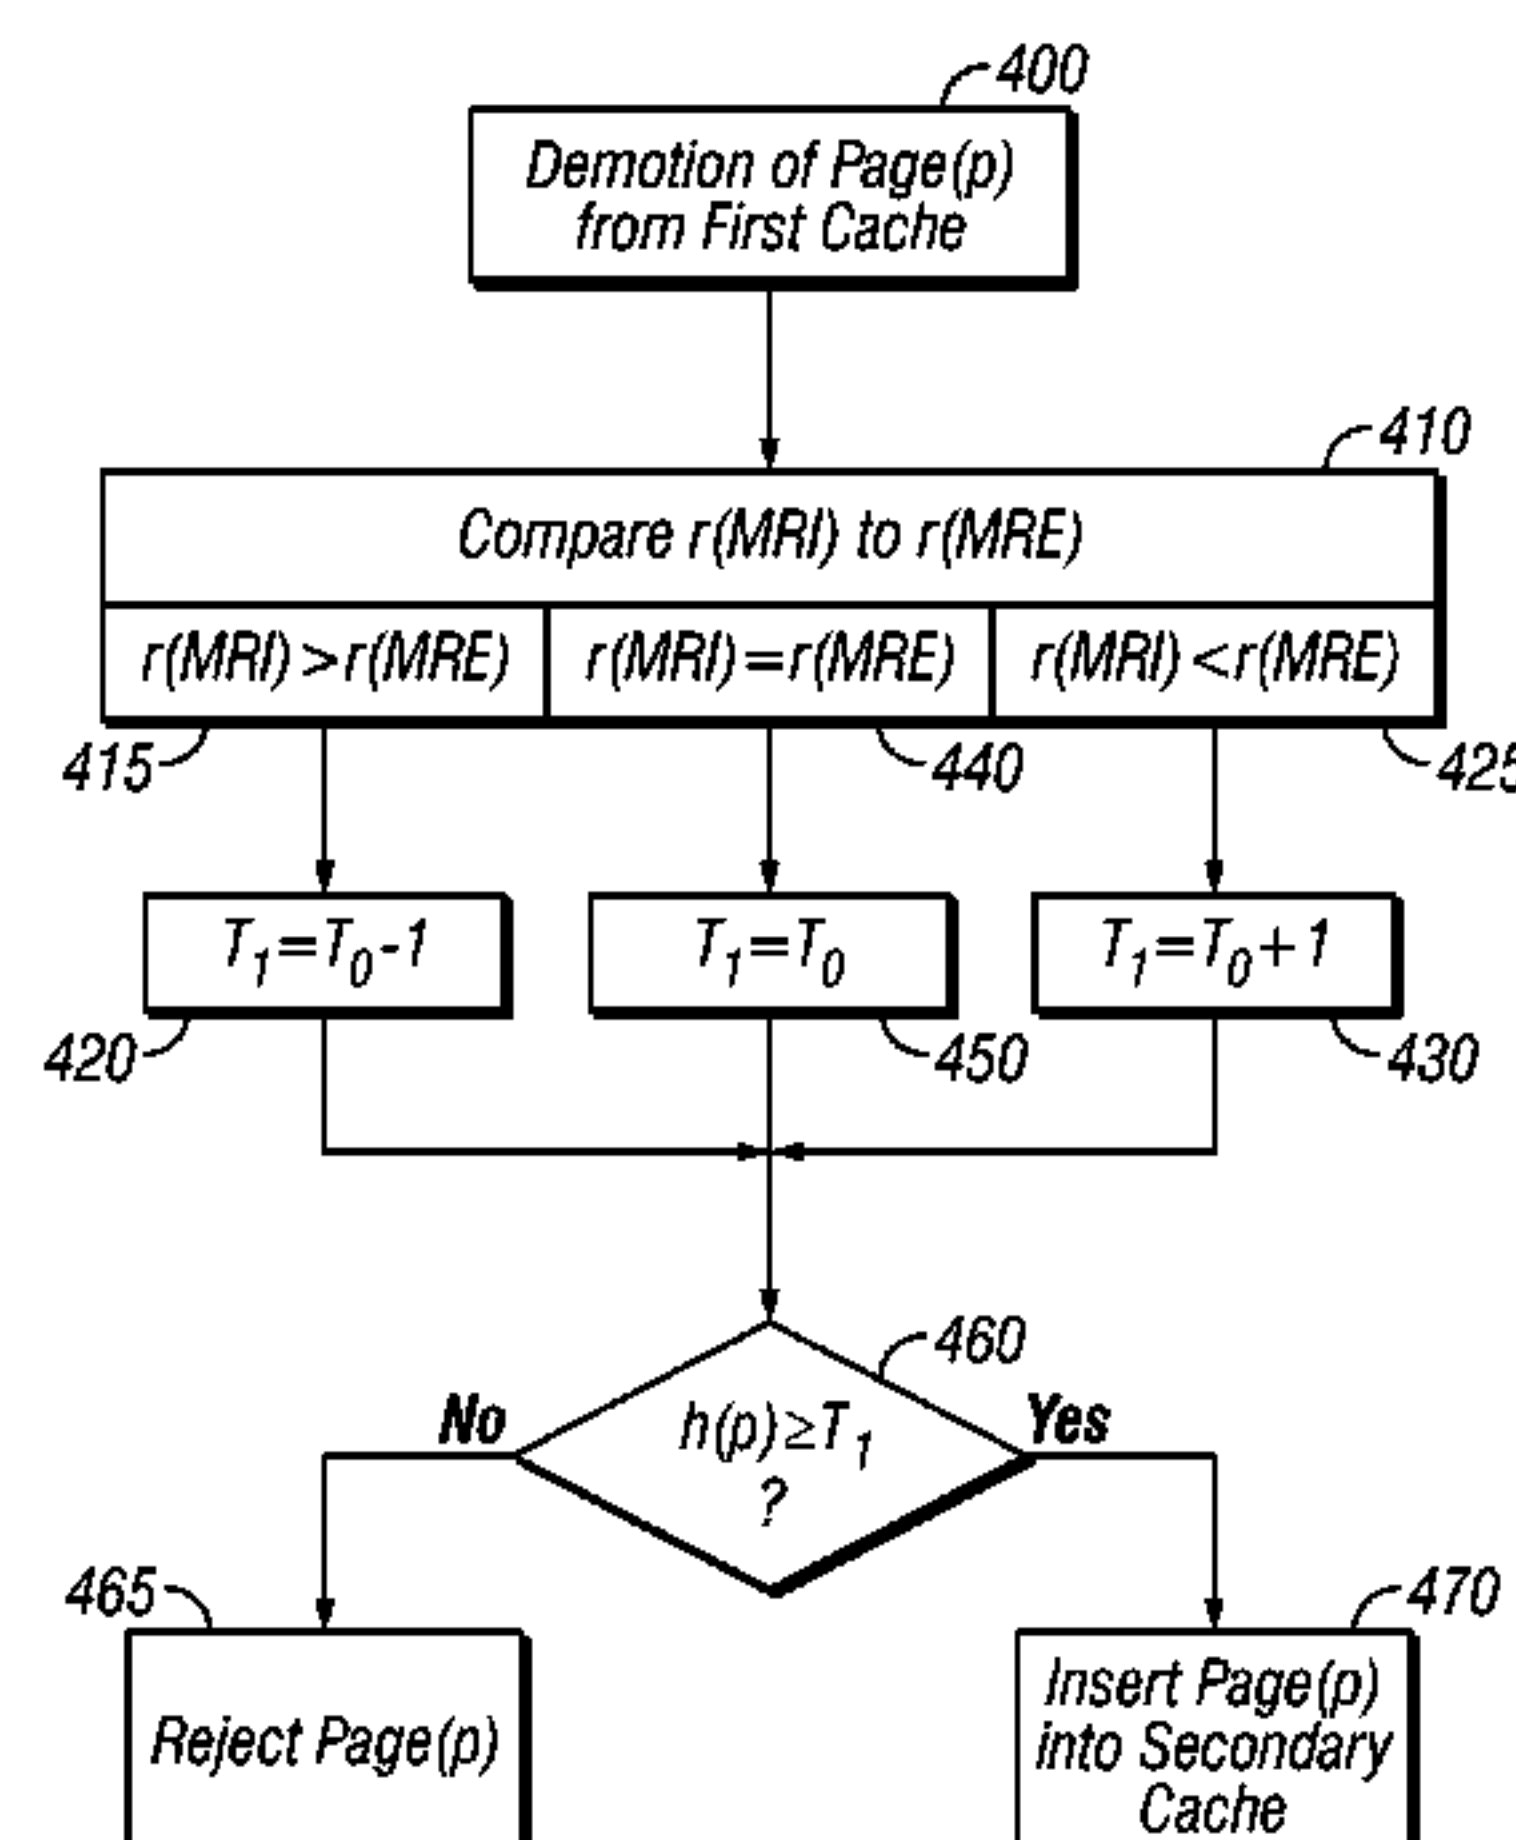 400
Demotion of Page(p)
from First Cache
410
Compare r(MRI) to r(MRE)
r(MRI)>r(MRE)
r(MRI)=r(MRE)
r(MRI)<r(MRE)
415
440
425
T1=T0-1
T1=T0
T1=T0+1
420
450
430
460
No
h(p)≥T1
?
Yes
465
470
Reject Page(p)
Insert Page(p)
into Secondary
Cache